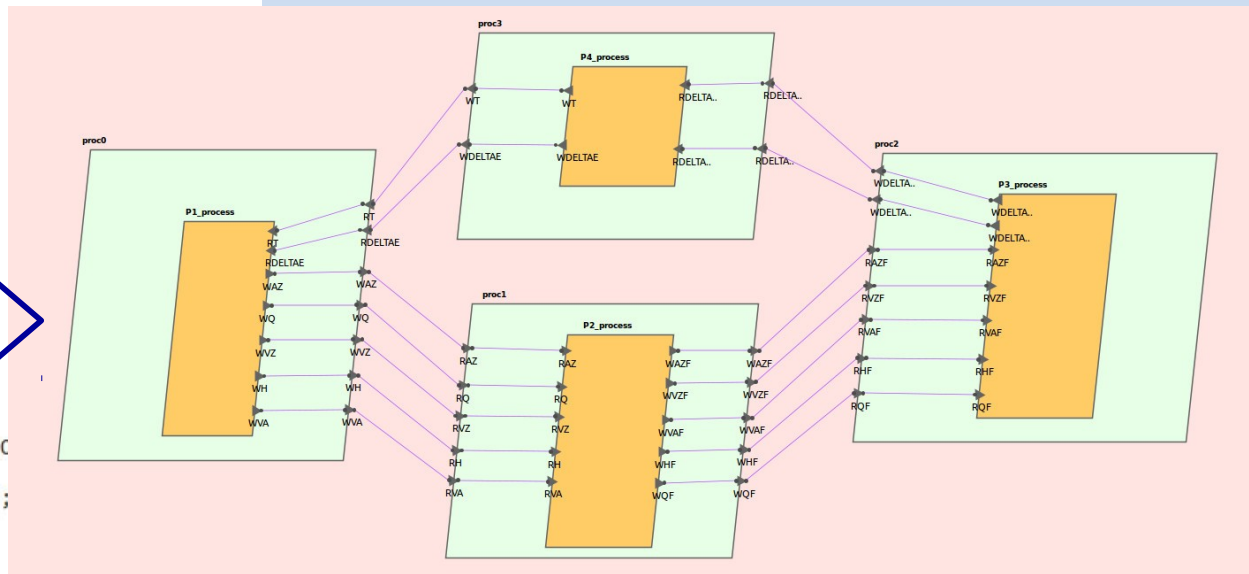 proc3
P4_process
WT
WT
RDELTA..
RDELTA..
WDELTAE
WDELTAE
RDELTA..
RDELTA..
proc0
P1_process
RT
RT
RDELTAE
RDELTAE
WAZ
WAZ
WQ
WQ
WVZ
WVZ
WH
WH
WVA
WVA
proc1
P2_process
RAZ
RAZ
WAZF
WAZF
RQ
RQ
WVZF
WVZF
RVZ
RVZ
WVAF
WVAF
RH
RH
WHF
WHF
RVA
RVA
WQF
WQF
proc2
P3_process
WDELTA..
WDELTA..
WDELTA..
WDELTA..
RAZF
RAZF
RVZF
RVZF
RVAF
RVAF
RHF
RHF
RQF
RQF
;